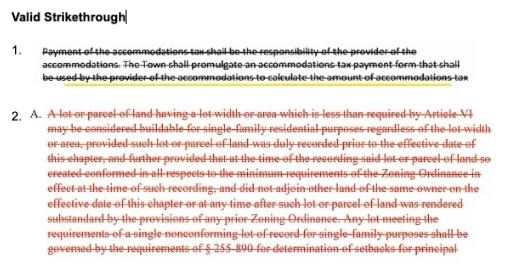 Valid Strikethrough
1. Payment of the accommodations tax shall be the responsibility of the provider of the
accommodations. The Town shall promulgate an accommodations tax payment form that shall
be used by the provider of the accommodations to calculate the amount of accommodations tax
2. A. A lot or parcel of land having a lot width or area which is less than required by Article VI
may be considered buildable for single-family residential purposes regardless of the lot width
or area, provided such lot or parcel of land was duly recorded prior to the effective date of
this chapter, and further provided that at the time of the recording said lot or parcel of land so
created conformed in all respects to the minimum requirements of the Zoning Ordinance in
effect at the time of such recording, and did not adjoin other land of the same owner on the
effective date of this chapter or at any time after such lot or parcel of land was rendered
substandard by the provisions of any prior Zoning Ordinance. Any lot meeting the
requirements of a single nonconforming lot of record for single-family purposes shall be
governed by the requirements of § 255-890 for determination of setbacks for principal